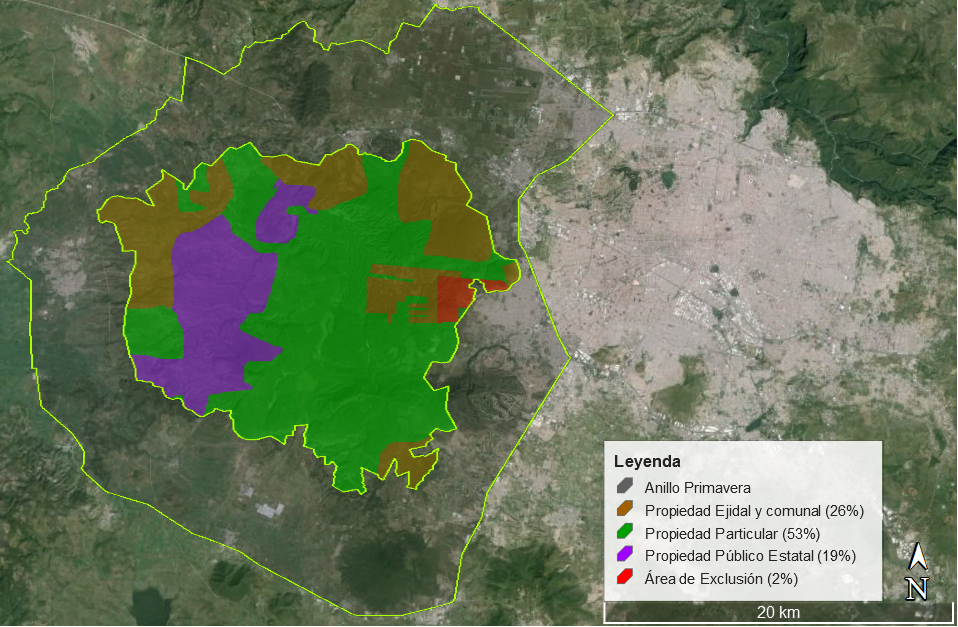 Leyenda
Anillo Primavera
Propiedad Ejidal y comunal (26%)
Propiedad Particular (53%)
Propiedad Público Estatal (19%)
Área de Exclusión (2%)
N
20 km